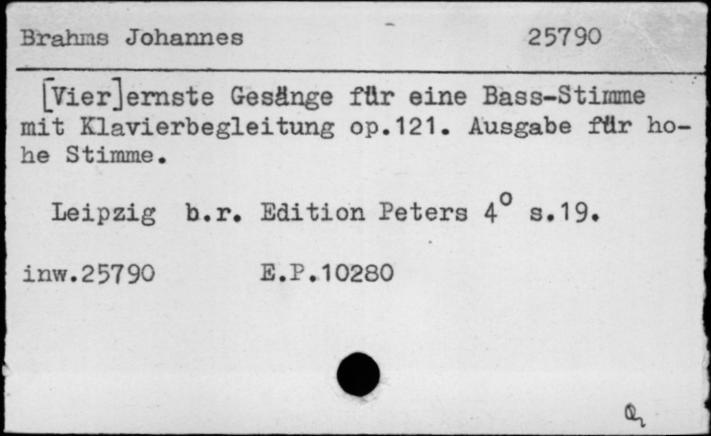 Brahms Johannes 25790
[Vier]ernste Gesänge für eine Bass-Stimme
mit Klavierbegleitung op.121. Ausgabe für ho-
he Stimme.
Leipzig b.r. Edition Peters 4° s.19.
inw.25790 E.P.10280